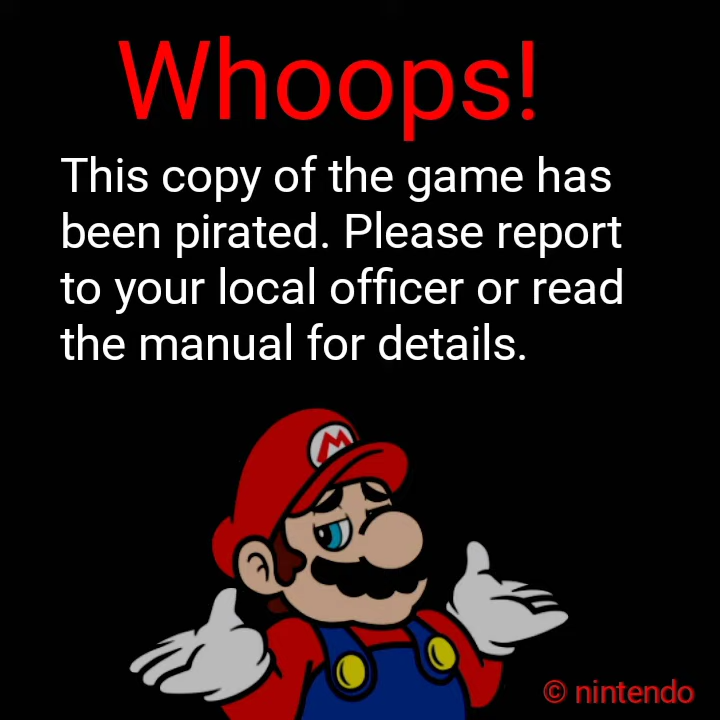 Whoops!
This copy of the game has
been pirated. Please report
to your local officer or read
the manual for details.
M
© nintendo